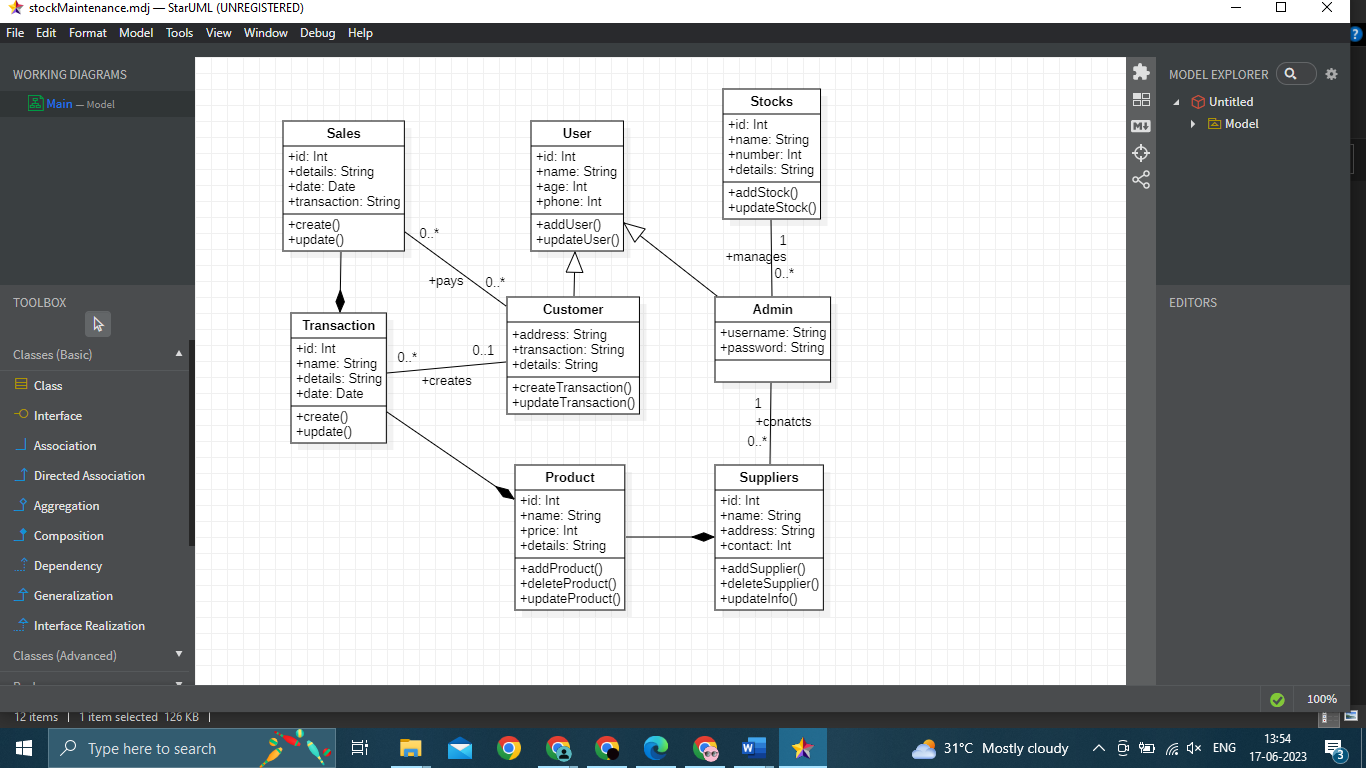 stockMaintenance.mdj — StarUML (UNREGISTERED)
File Edit Format Model Tools View Window Debug Help
WORKING DIAGRAMS
Main — Model
TOOLBOX
Classes (Basic)
Class
Interface
Association
Directed Association
Aggregation
Composition
Dependency
Generalization
Interface Realization
Classes (Advanced)
Sales
+id: Int
+details: String
+date: Date
+transaction: String
+create()
+update()
User
+id: Int
+name: String
+age: Int
+phone: Int
+addUser()
+updateUser()
Stocks
+id: Int
+name: String
+number: Int
+details: String
+addStock()
+updateStock()
0..*
+pays
0..*
1
+manages
0..*
Transaction
+id: Int
+name: String
+details: String
+date: Date
+create()
+update()
0..*
0..1
+creates
Customer
+address: String
+transaction: String
+details: String
+createTransaction()
+updateTransaction()
Admin
+username: String
+password: String
1
+conatcts
0..*
Product
+id: Int
+name: String
+price: Int
+details: String
+addProduct()
+deleteProduct()
+updateProduct()
Suppliers
+id: Int
+name: String
+address: String
+contact: Int
+addSupplier()
+deleteSupplier()
+updateInfo()
MODEL EXPLORER
Untitled
Model
EDITORS
100%
12 items 1 item selected 126 KB
Type here to search
31°C Mostly cloudy
ENG
13:54
17-06-2023
3